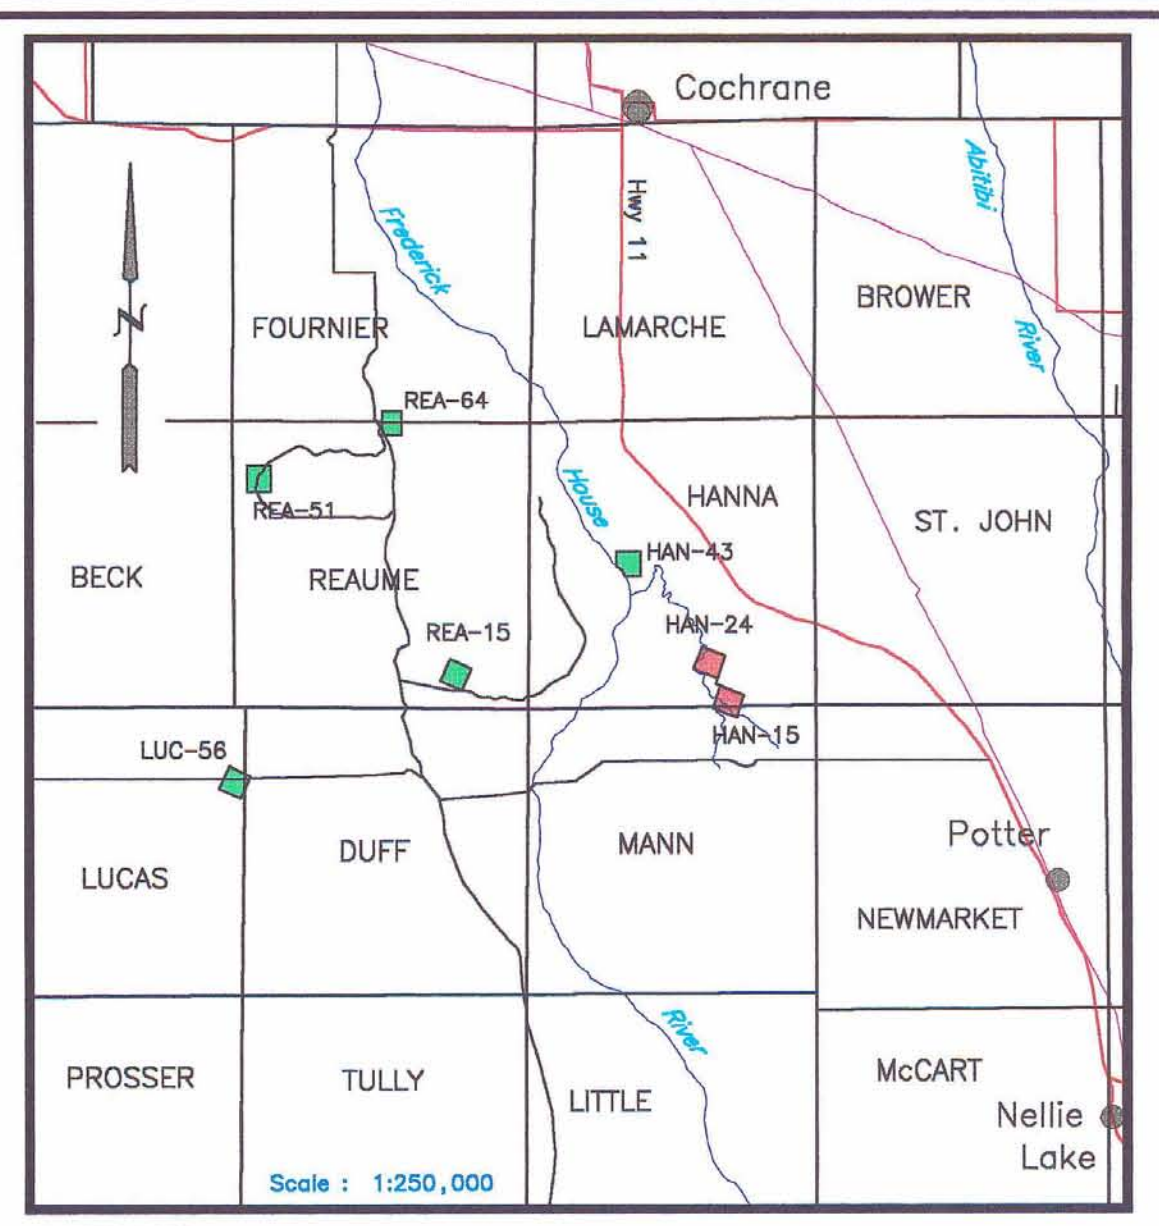 Cochrane
Abitibi
Hwy 11
Frederick
BROWER
FOURNIER
LAMARCHE
River
REA-64
House
HANNA
REA-51
ST. JOHN
HAN-43
BECK
REAUME
REA-15
HAN-24
HAN-15
LUC-56
Potter
DUFF
MANN
LUCAS
NEWMARKET
River
PROSSER
TULLY
McCART
LITTLE
Nellie
Lake
Scale : 1:250,000
N